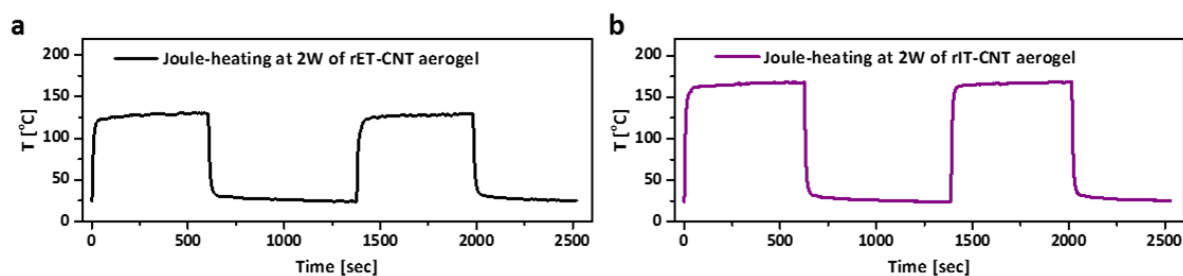 a
Joule-heating at 2W of rET-CNT aerogel
T [°C]
200
150
100
50
0
0 500 1000 1500 2000 2500
Time [sec]
b
Joule-heating at 2W of rIT-CNT aerogel
T [°C]
200
150
100
50
0
0 500 1000 1500 2000 2500
Time [sec]